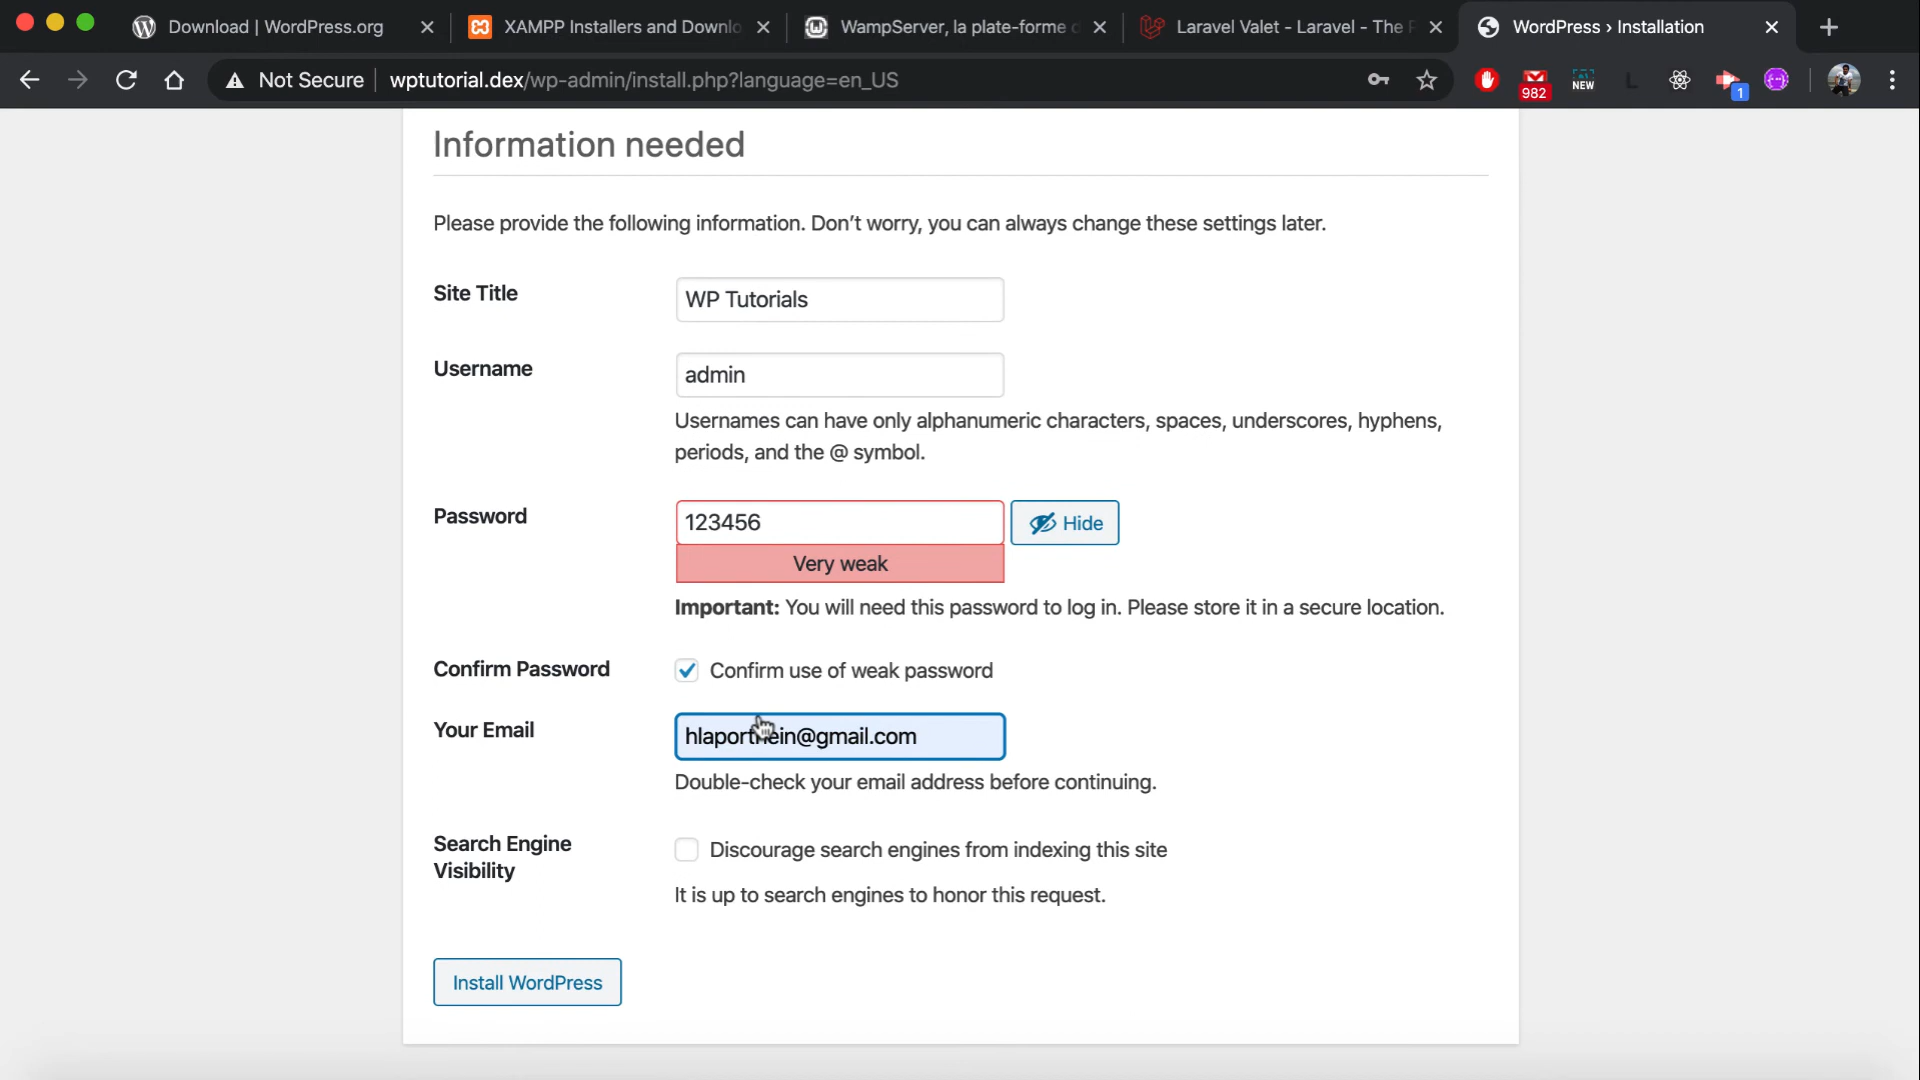 Download | WordPress.org
XAMPP Installers and Downlo
WampServer, la plate-forme
Laravel Valet - Laravel - The
WordPress › Installation
Not Secure
wptutorial.dex/wp-admin/install.php?language=en_US
982
NEW
1
Information needed
Please provide the following information. Don’t worry, you can always change these settings later.
Site Title
WP Tutorials
Username
admin
Usernames can have only alphanumeric characters, spaces, underscores, hyphens,
periods, and the @ symbol.
Password
123456
Hide
Very weak
Important: You will need this password to log in. Please store it in a secure location.
Confirm Password
Confirm use of weak password
Your Email
Double-check your email address before continuing.
Search Engine
Visibility
Discourage search engines from indexing this site
It is up to search engines to honor this request.
Install WordPress